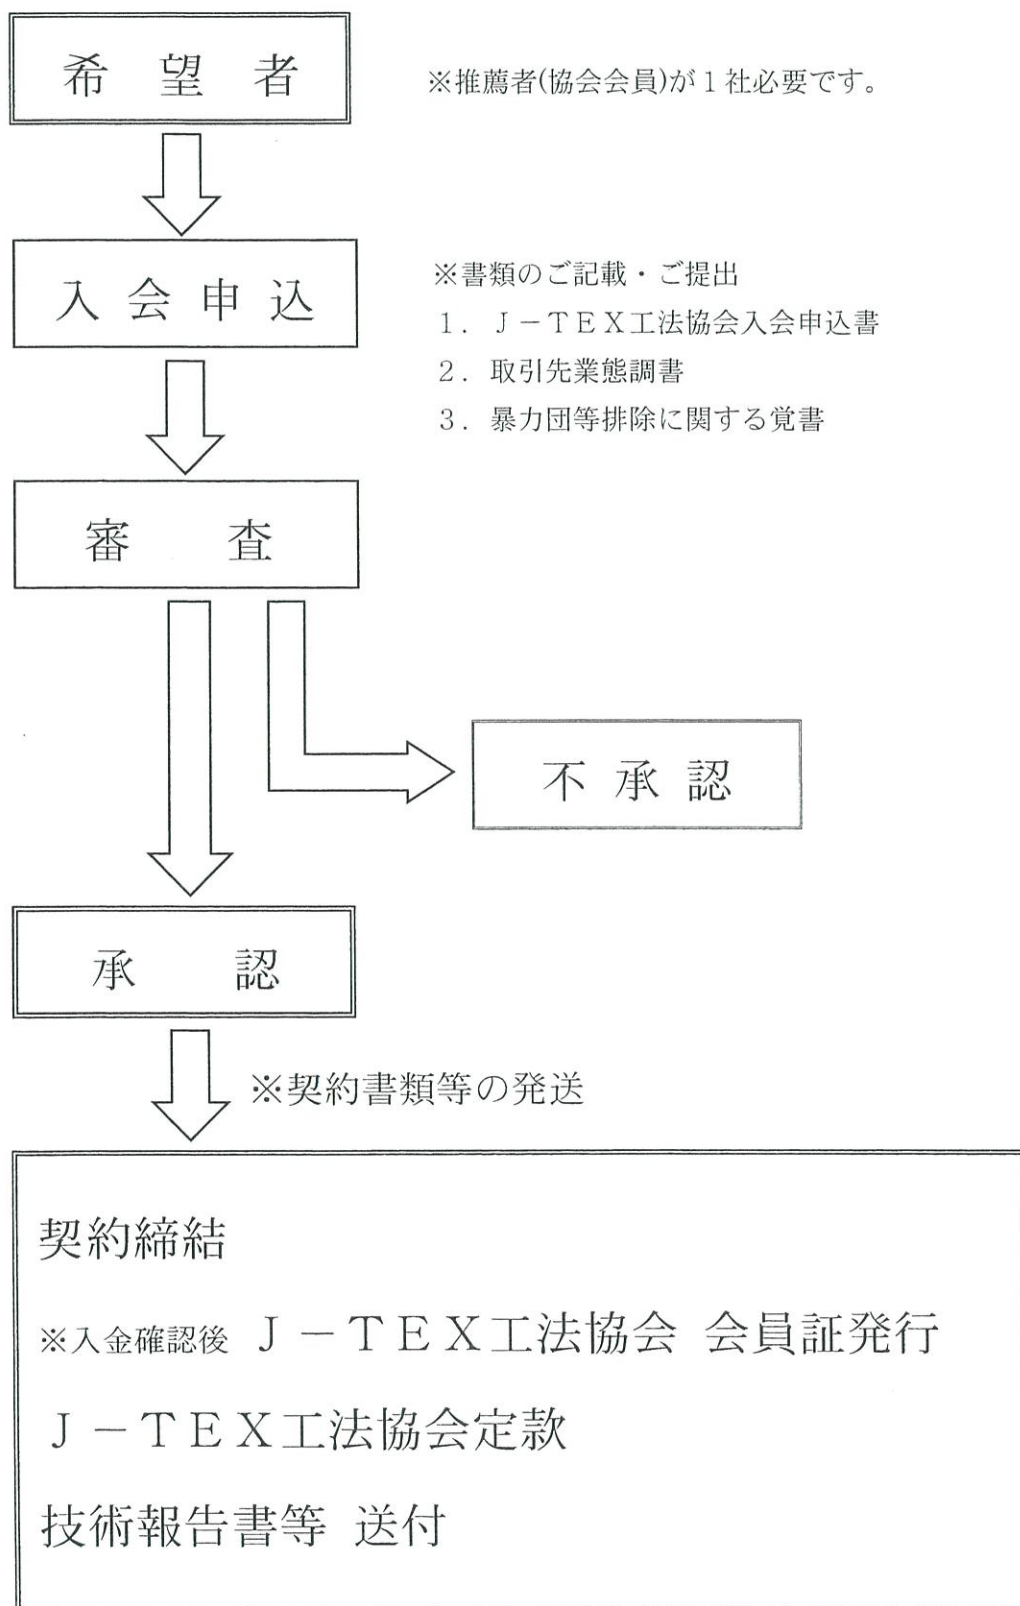 希望者
※推薦者(協会会員)が1社必要です。
入会申込
※書類のご記載・ご提出
1．J－TEX工法協会入会申込書
2．取引先業態調書
3．暴力団等排除に関する覚書
審査
不承認
承認
※契約書類等の発送
契約締結
※入金確認後 J－TEX工法協会 会員証発行
J－TEX工法協会定款
技術報告書等 送付